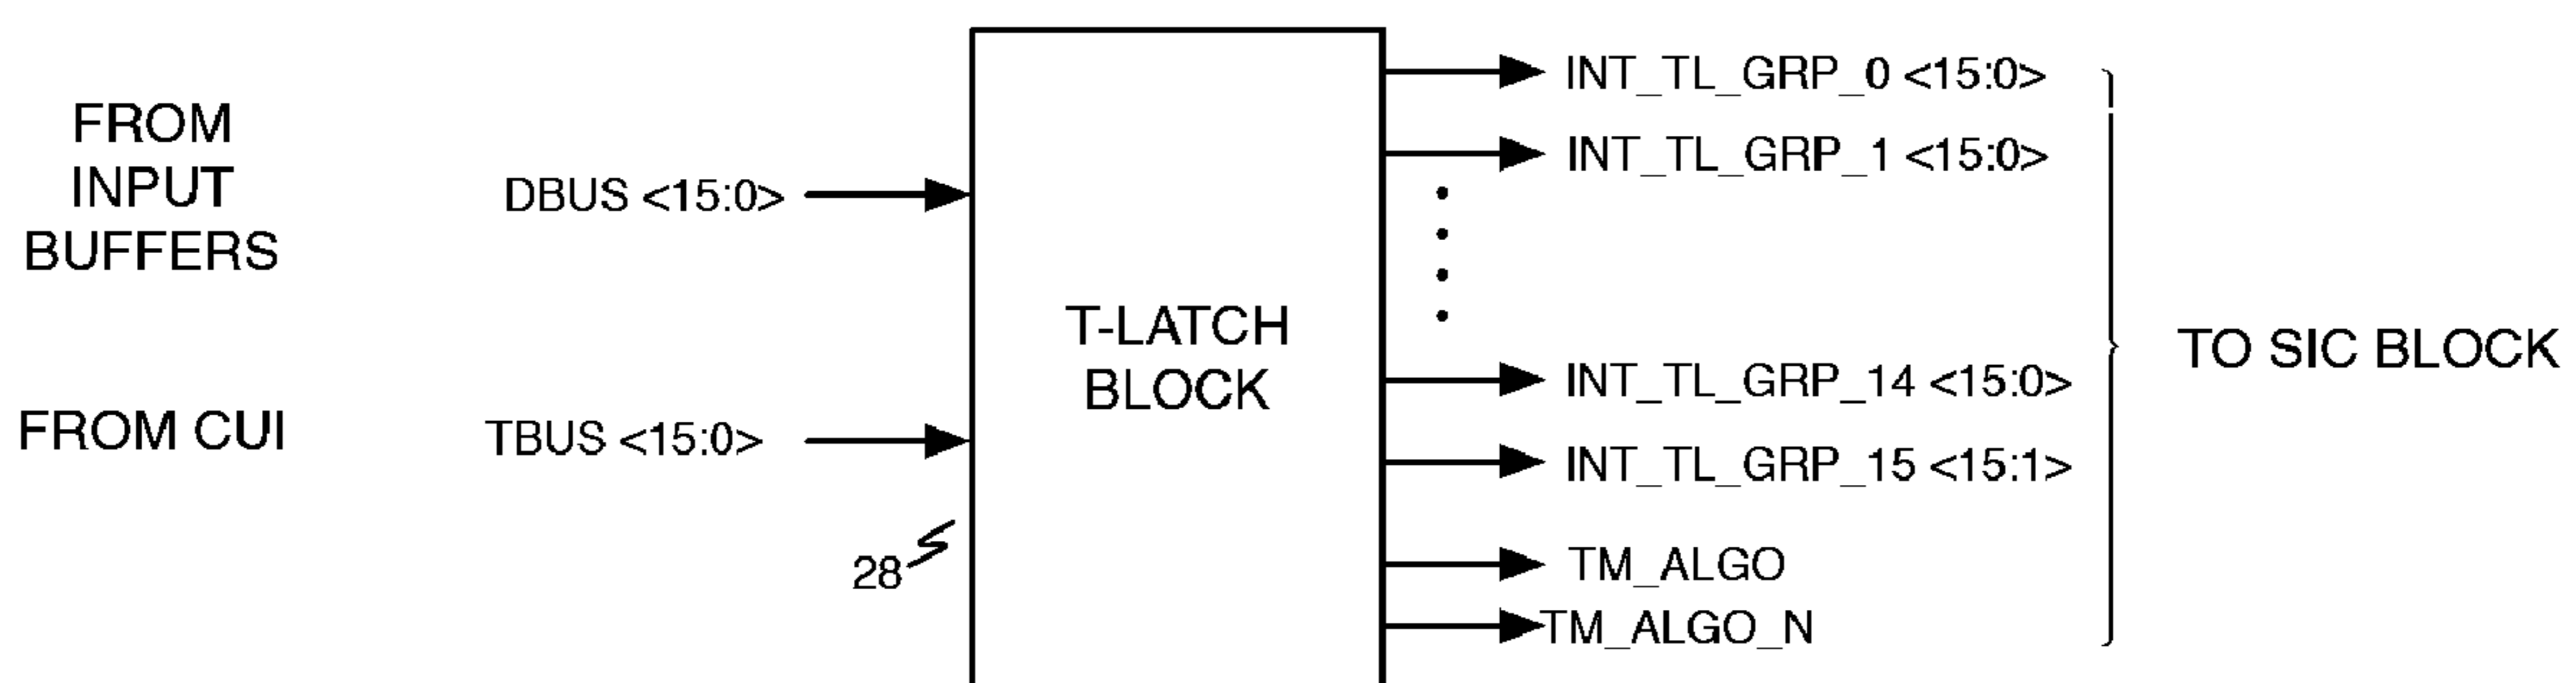 FROM
INPUT
BUFFERS
DBUS <15:0>
FROM CUI
TBUS <15:0>
28
T-LATCH
BLOCK
INT_TL_GRP_0 <15:0>
INT_TL_GRP_1 <15:0>
INT_TL_GRP_14 <15:0>
INT_TL_GRP_15 <15:1>
TM_ALGO
TM_ALGO_N
TO SIC BLOCK